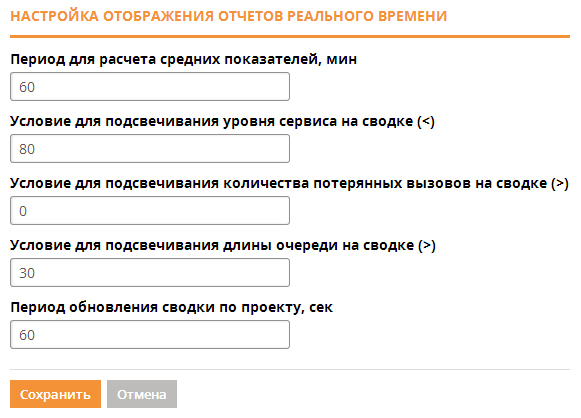 НАСТРОЙКА ОТОБРАЖЕНИЯ ОТЧЕТОВ РЕАЛЬНОГО ВРЕМЕНИ
Период для расчета средних показателей, мин
60
Условие для подсвечивания уровня сервиса на сводке (<)
80
Условие для подсвечивания количества потерянных вызовов на сводке (>)
0
Условие для подсвечивания длины очереди на сводке (>)
30
Период обновления сводки по проекту, сек
60
Сохранить Отмена